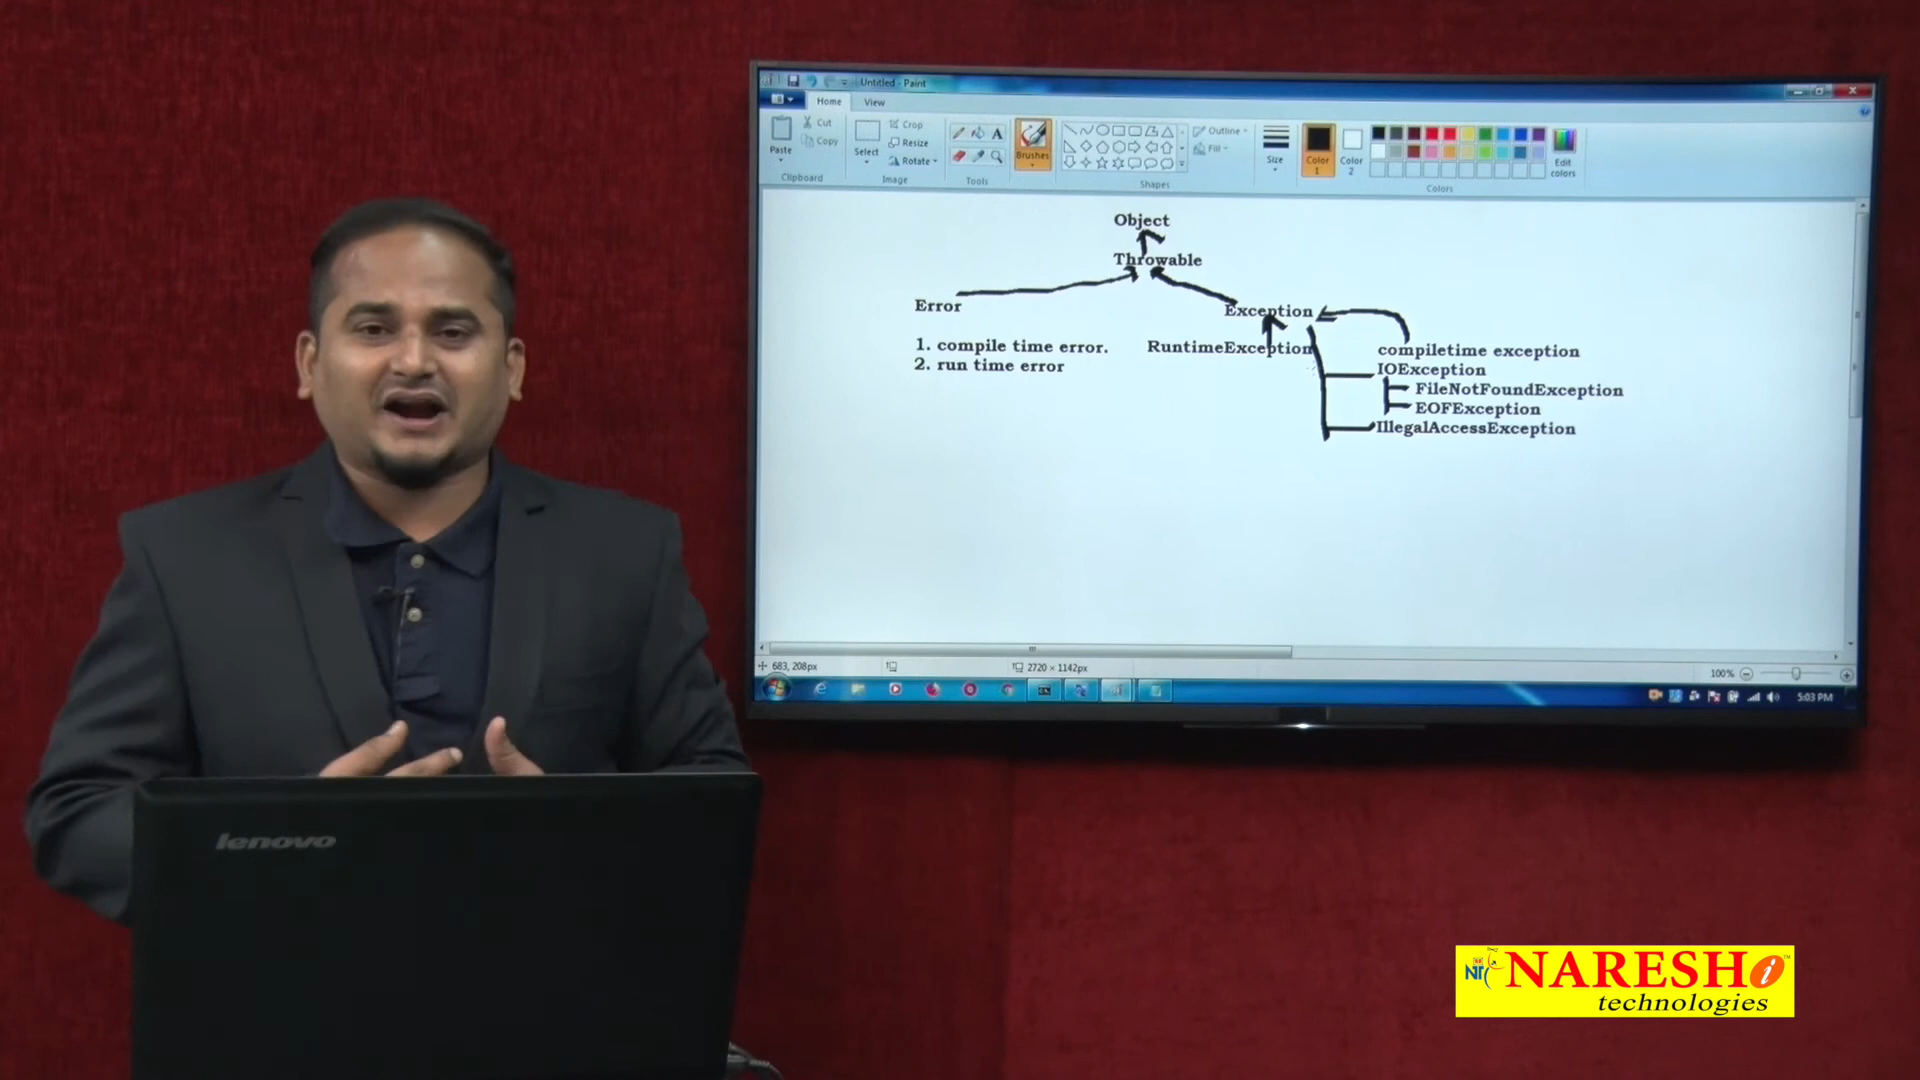 Untitled - Paint
Home View
Paste
Cut
Copy
Clipboard
Select
Crop
Resize
Rotate
Image
Tools
Brushes
Shapes
Outline
Fill
Size
Color 1
Color 2
Edit colors
Colors
Object
Throwable
Error
Exception
1. compile time error.
2. run time error
RuntimeException
compiletime exception
IOException
FileNotFoundException
EOFException
IllegalAccessException
683, 208px
2720 × 1142px
100%
5:03 PM
lenovo
NARESH i
technologies